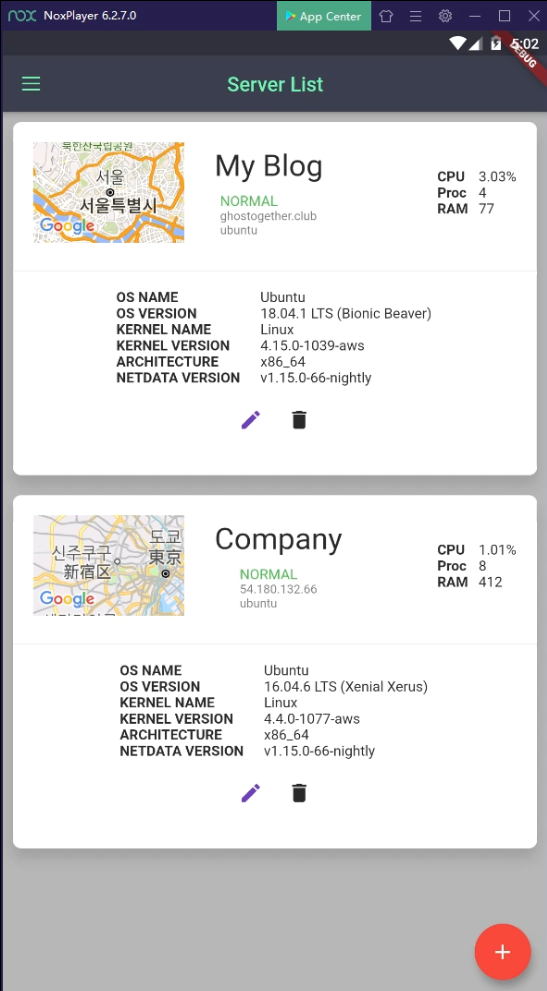 nox NoxPlayer 6.2.7.0 App Center
5:02
DEBUG
Server List
북한산국립공원
서울
서울특별시
Google
My Blog
NORMAL
ghostogether.club
ubuntu
CPU 3.03%
Proc 4
RAM 77
OS NAME Ubuntu
OS VERSION 18.04.1 LTS (Bionic Beaver)
KERNEL NAME Linux
KERNEL VERSION 4.15.0-1039-aws
ARCHITECTURE x86_64
NETDATA VERSION v1.15.0-66-nightly
도쿄
신주쿠구 東京
新宿区
Google
Company
NORMAL
54.180.132.66
ubuntu
CPU 1.01%
Proc 8
RAM 412
OS NAME Ubuntu
OS VERSION 16.04.6 LTS (Xenial Xerus)
KERNEL NAME Linux
KERNEL VERSION 4.4.0-1077-aws
ARCHITECTURE x86_64
NETDATA VERSION v1.15.0-66-nightly